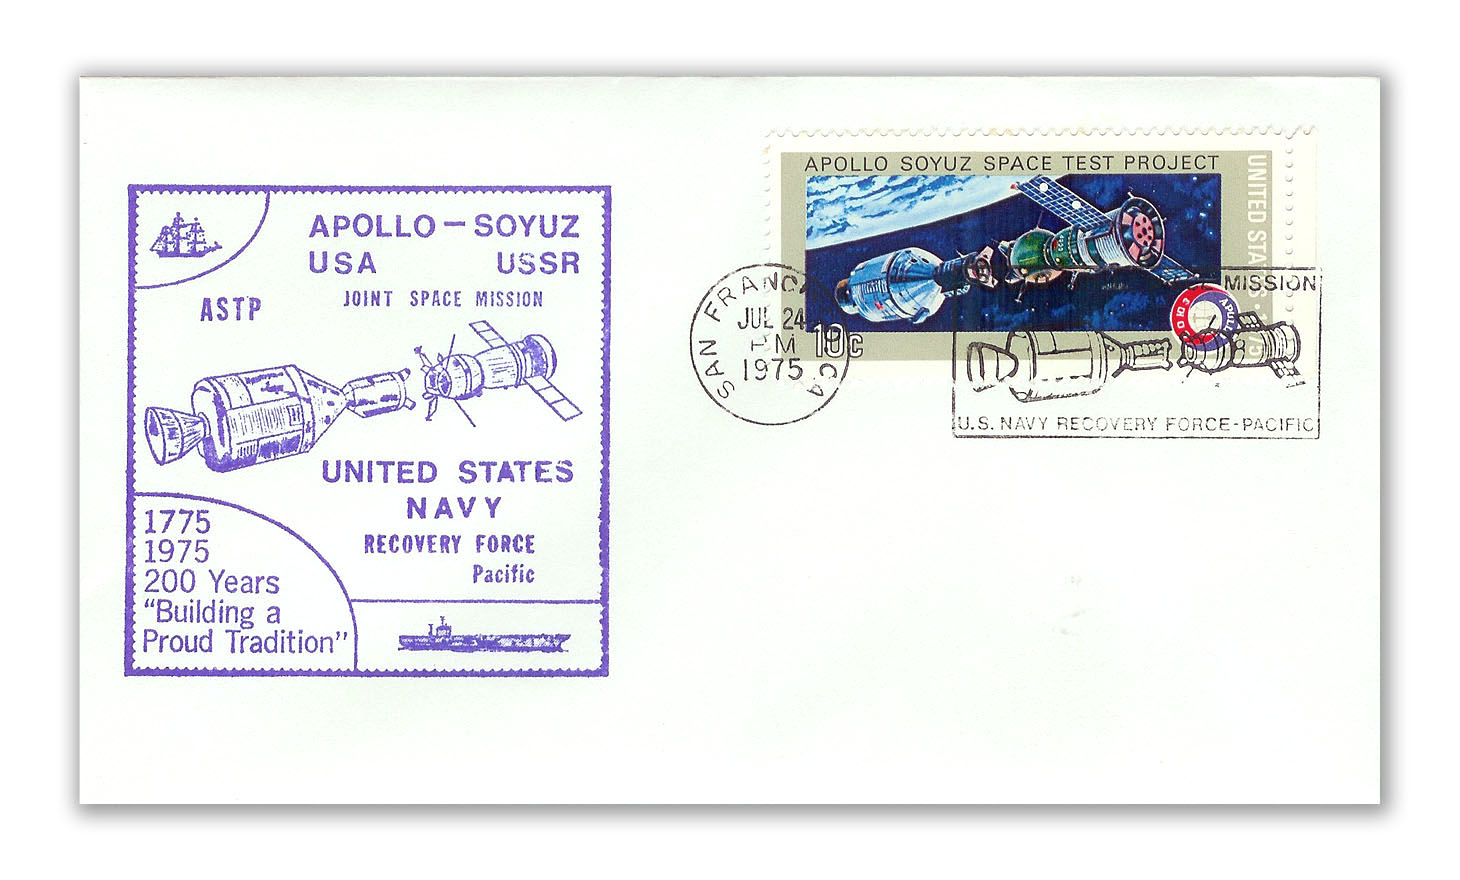 APOLLO - SOYUZ
USA USSR
ASTP
JOINT SPACE MISSION
UNITED STATES
NAVY
RECOVERY FORCE
Pacific
1775
1975
200 Years
"Building a
Proud Tradition"
APOLLO SOYUZ SPACE TEST PROJECT
UNITED STATES · 1975
10c
SAN CA
JUL 24
PM
1975
MISSION
U.S. NAVY RECOVERY FORCE-PACIFIC